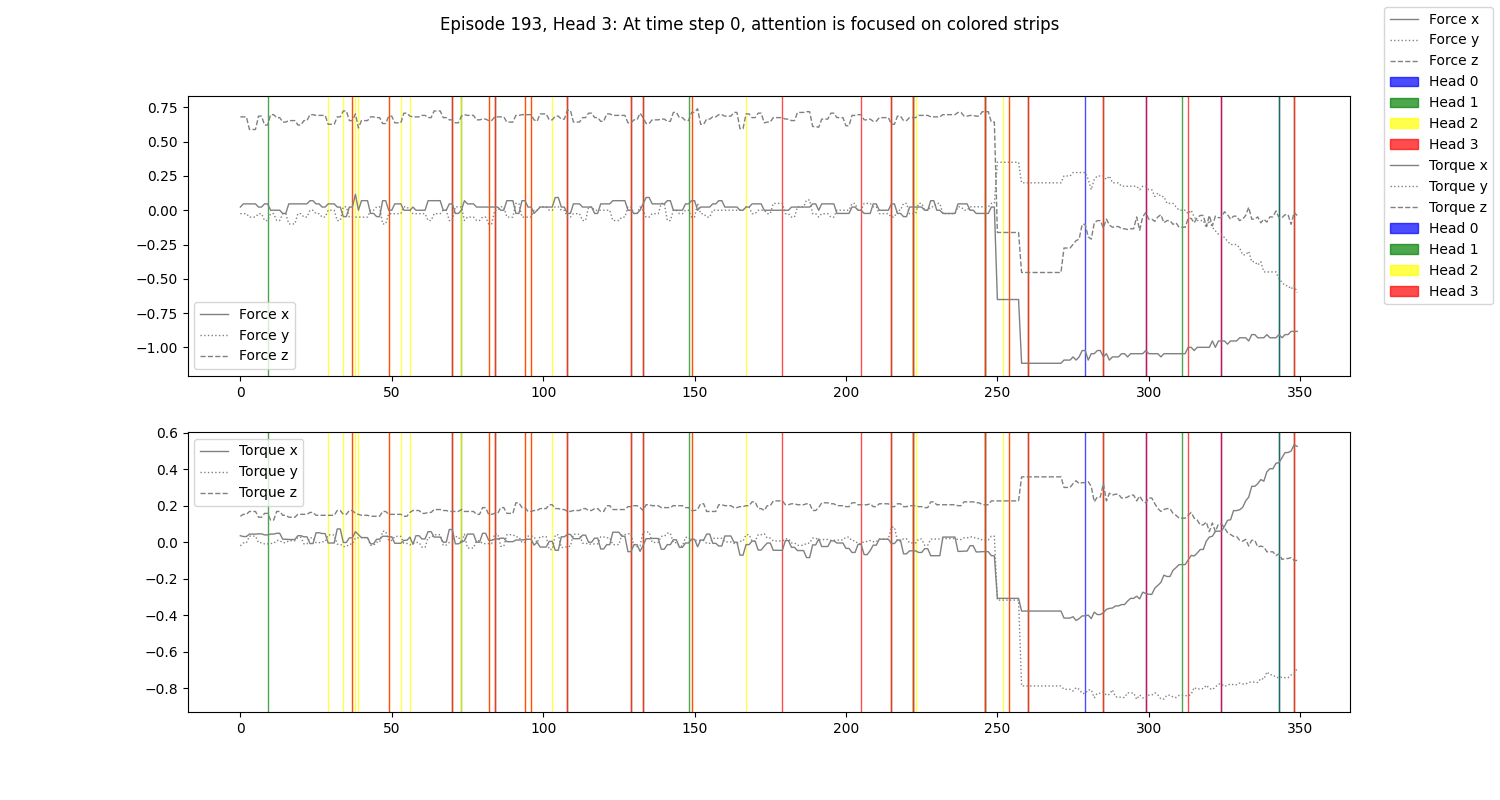 Episode 193, Head 3: At time step 0, attention is focused on colored strips
Force x
Force y
Force z
Head 0
Head 1
Head 2
Head 3
Torque x
Torque y
Torque z
Head 0
Head 1
Head 2
Head 3
0.75
0.50
0.25
0.00
−0.25
−0.50
−0.75
−1.00
Force x
Force y
Force z
0 50 100 150 200 250 300 350
0.6
0.4
0.2
0.0
−0.2
−0.4
−0.6
−0.8
Torque x
Torque y
Torque z
0 50 100 150 200 250 300 350